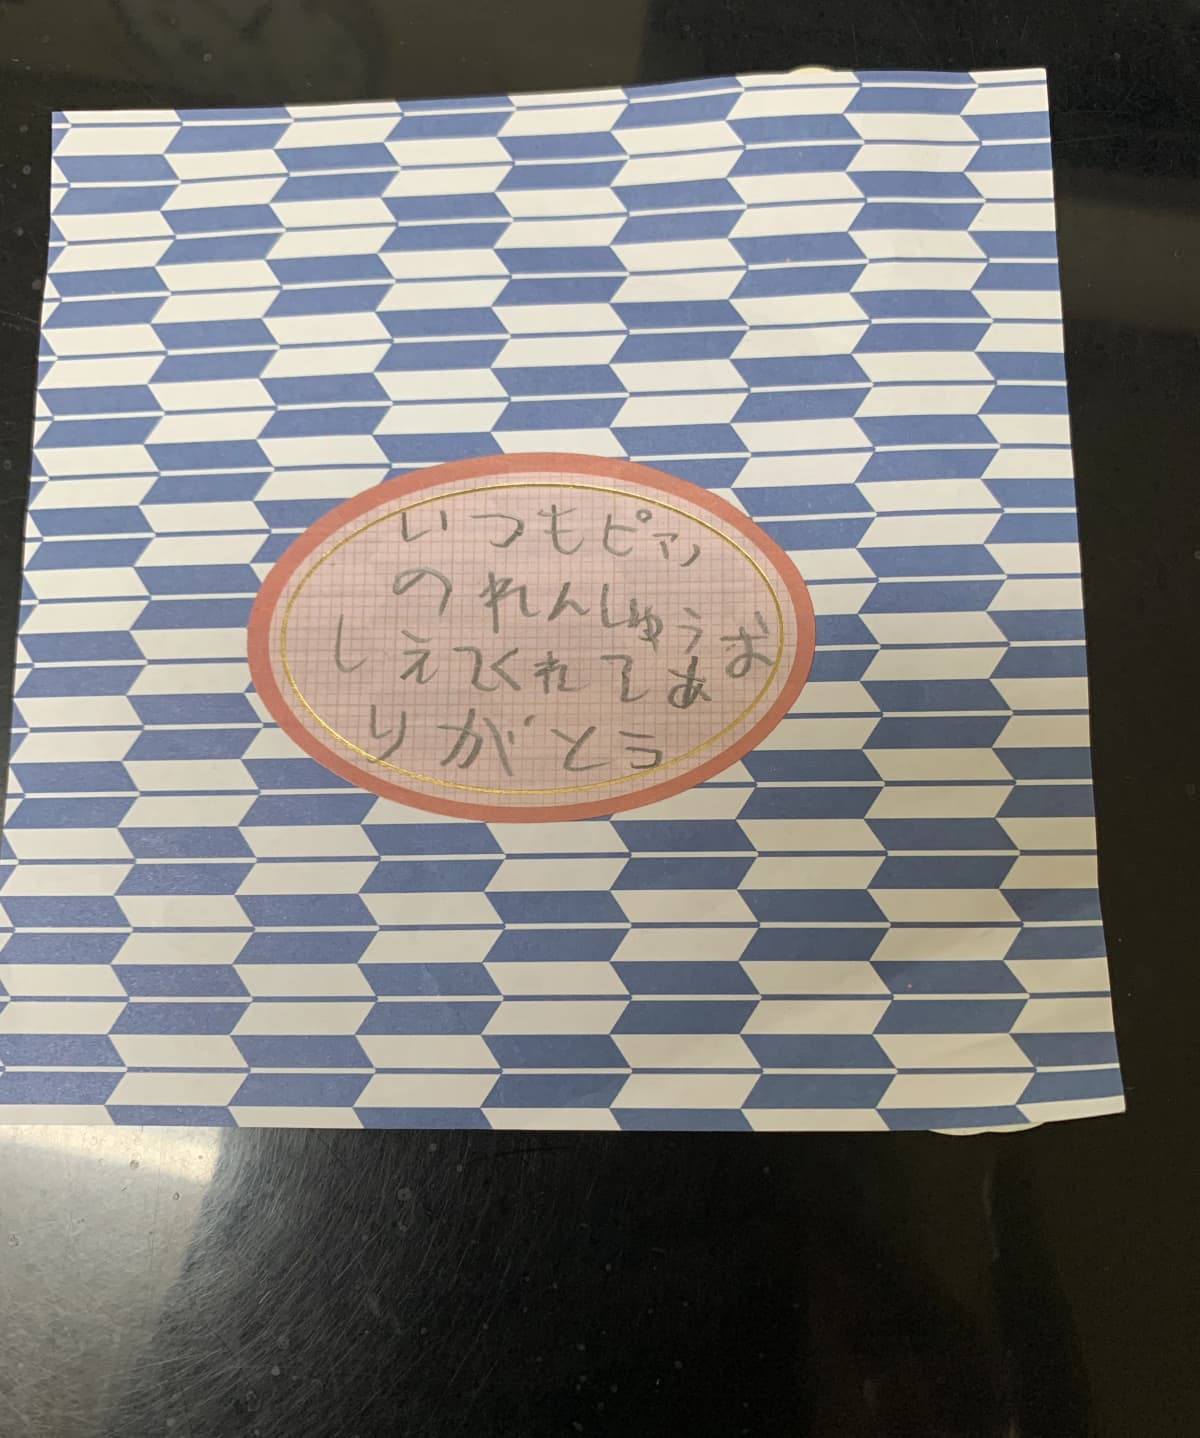 いつもピアノ
のれんしゅうお
しえてくれてあ
りがとう